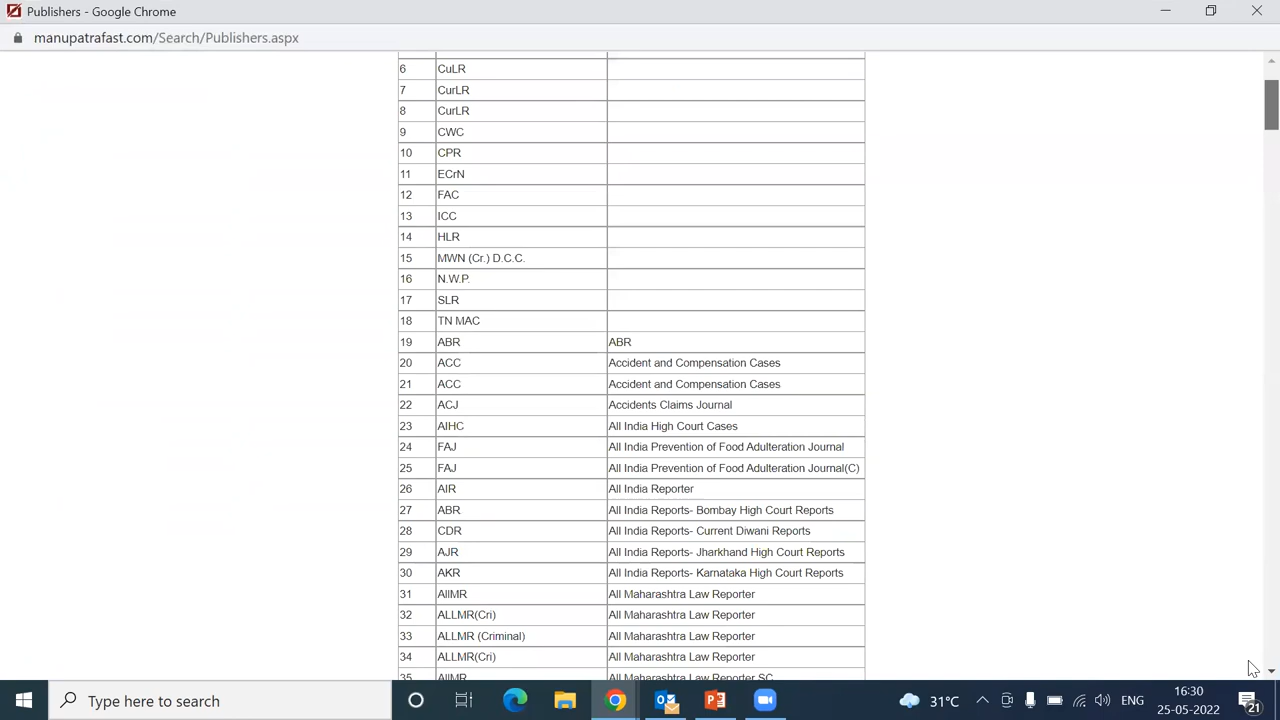 Publishers - Google Chrome
manupatrafast.com/Search/Publishers.aspx
6 CuLR
7 CurLR
8 CurLR
9 CWC
10 CPR
11 ECrN
12 FAC
13 ICC
14 HLR
15 MWN (Cr.) D.C.C.
16 N.W.P.
17 SLR
18 TN MAC
19 ABR ABR
20 ACC Accident and Compensation Cases
21 ACC Accident and Compensation Cases
22 ACJ Accidents Claims Journal
23 AIHC All India High Court Cases
24 FAJ All India Prevention of Food Adulteration Journal
25 FAJ All India Prevention of Food Adulteration Journal(C)
26 AIR All India Reporter
27 ABR All India Reports- Bombay High Court Reports
28 CDR All India Reports- Current Diwani Reports
29 AJR All India Reports- Jharkhand High Court Reports
30 AKR All India Reports- Karnataka High Court Reports
31 AllMR All Maharashtra Law Reporter
32 ALLMR(Cri) All Maharashtra Law Reporter
33 ALLMR (Criminal) All Maharashtra Law Reporter
34 ALLMR(Cri) All Maharashtra Law Reporter
35 AllMR All Maharashtra Law Reporter SC
Type here to search
31°C
ENG
16:30
25-05-2022
21